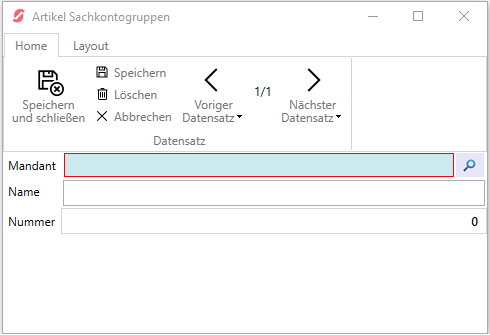 Artikel Sachkontogruppen
Home Layout
Speichern
und schließen
Speichern
Löschen
Abbrechen
Voriger
Datensatz
1/1
Nächster
Datensatz
Datensatz
Mandant
Name
Nummer 0